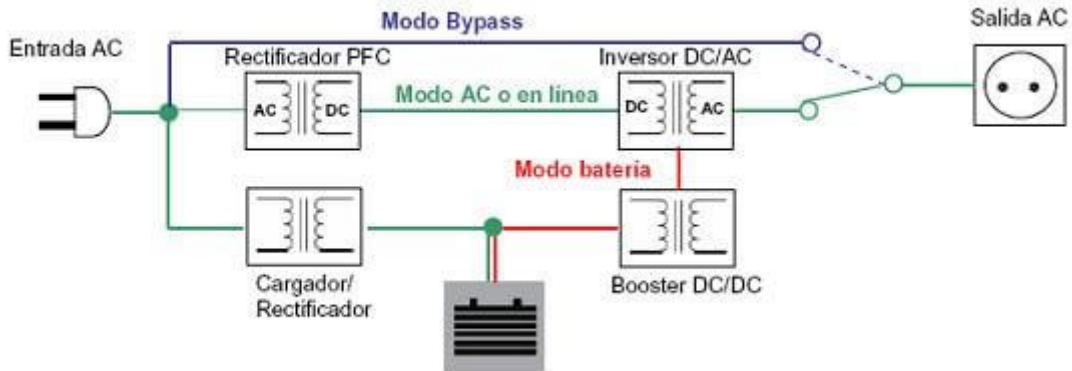 Modo Bypass
Salida AC
Entrada AC
Rectificador PFC
Inversor DC/AC
AC
DC
Modo AC o en línea
DC
AC
Modo batería
Cargador/
Rectificador
Booster DC/DC